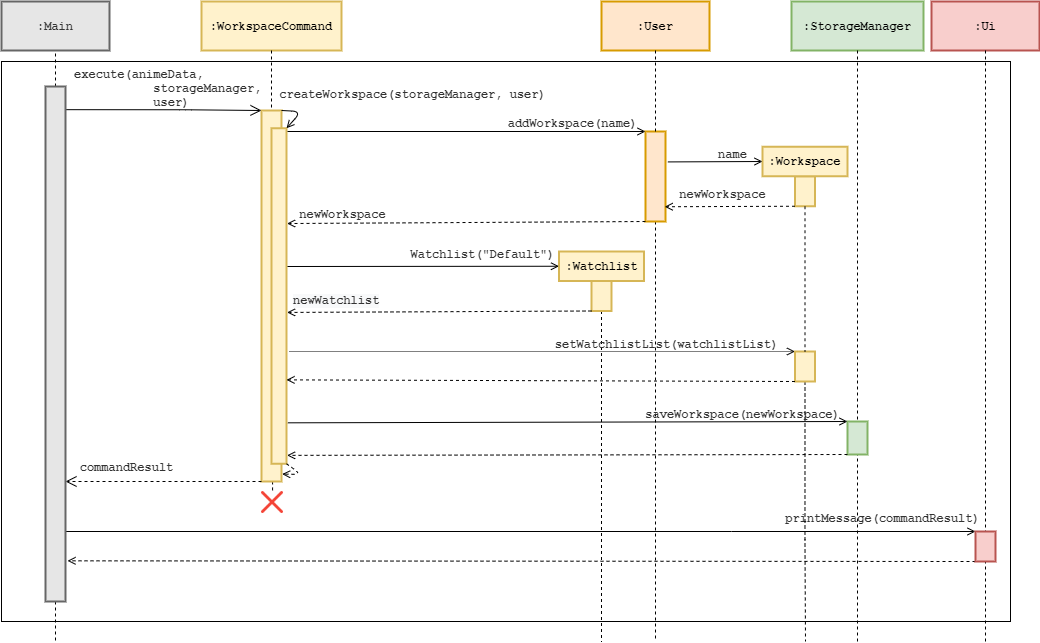 :Main
:WorkspaceCommand
:User
:StorageManager
:Ui
execute(animeData,
storageManager,
user)
createWorkspace(storageManager, user)
addWorkspace(name)
name
:Workspace
newWorkspace
newWorkspace
Watchlist("Default")
:Watchlist
newWatchlist
setWatchlistList(watchlistList)
saveWorkspace(newWorkspace)
commandResult
printMessage(commandResult)